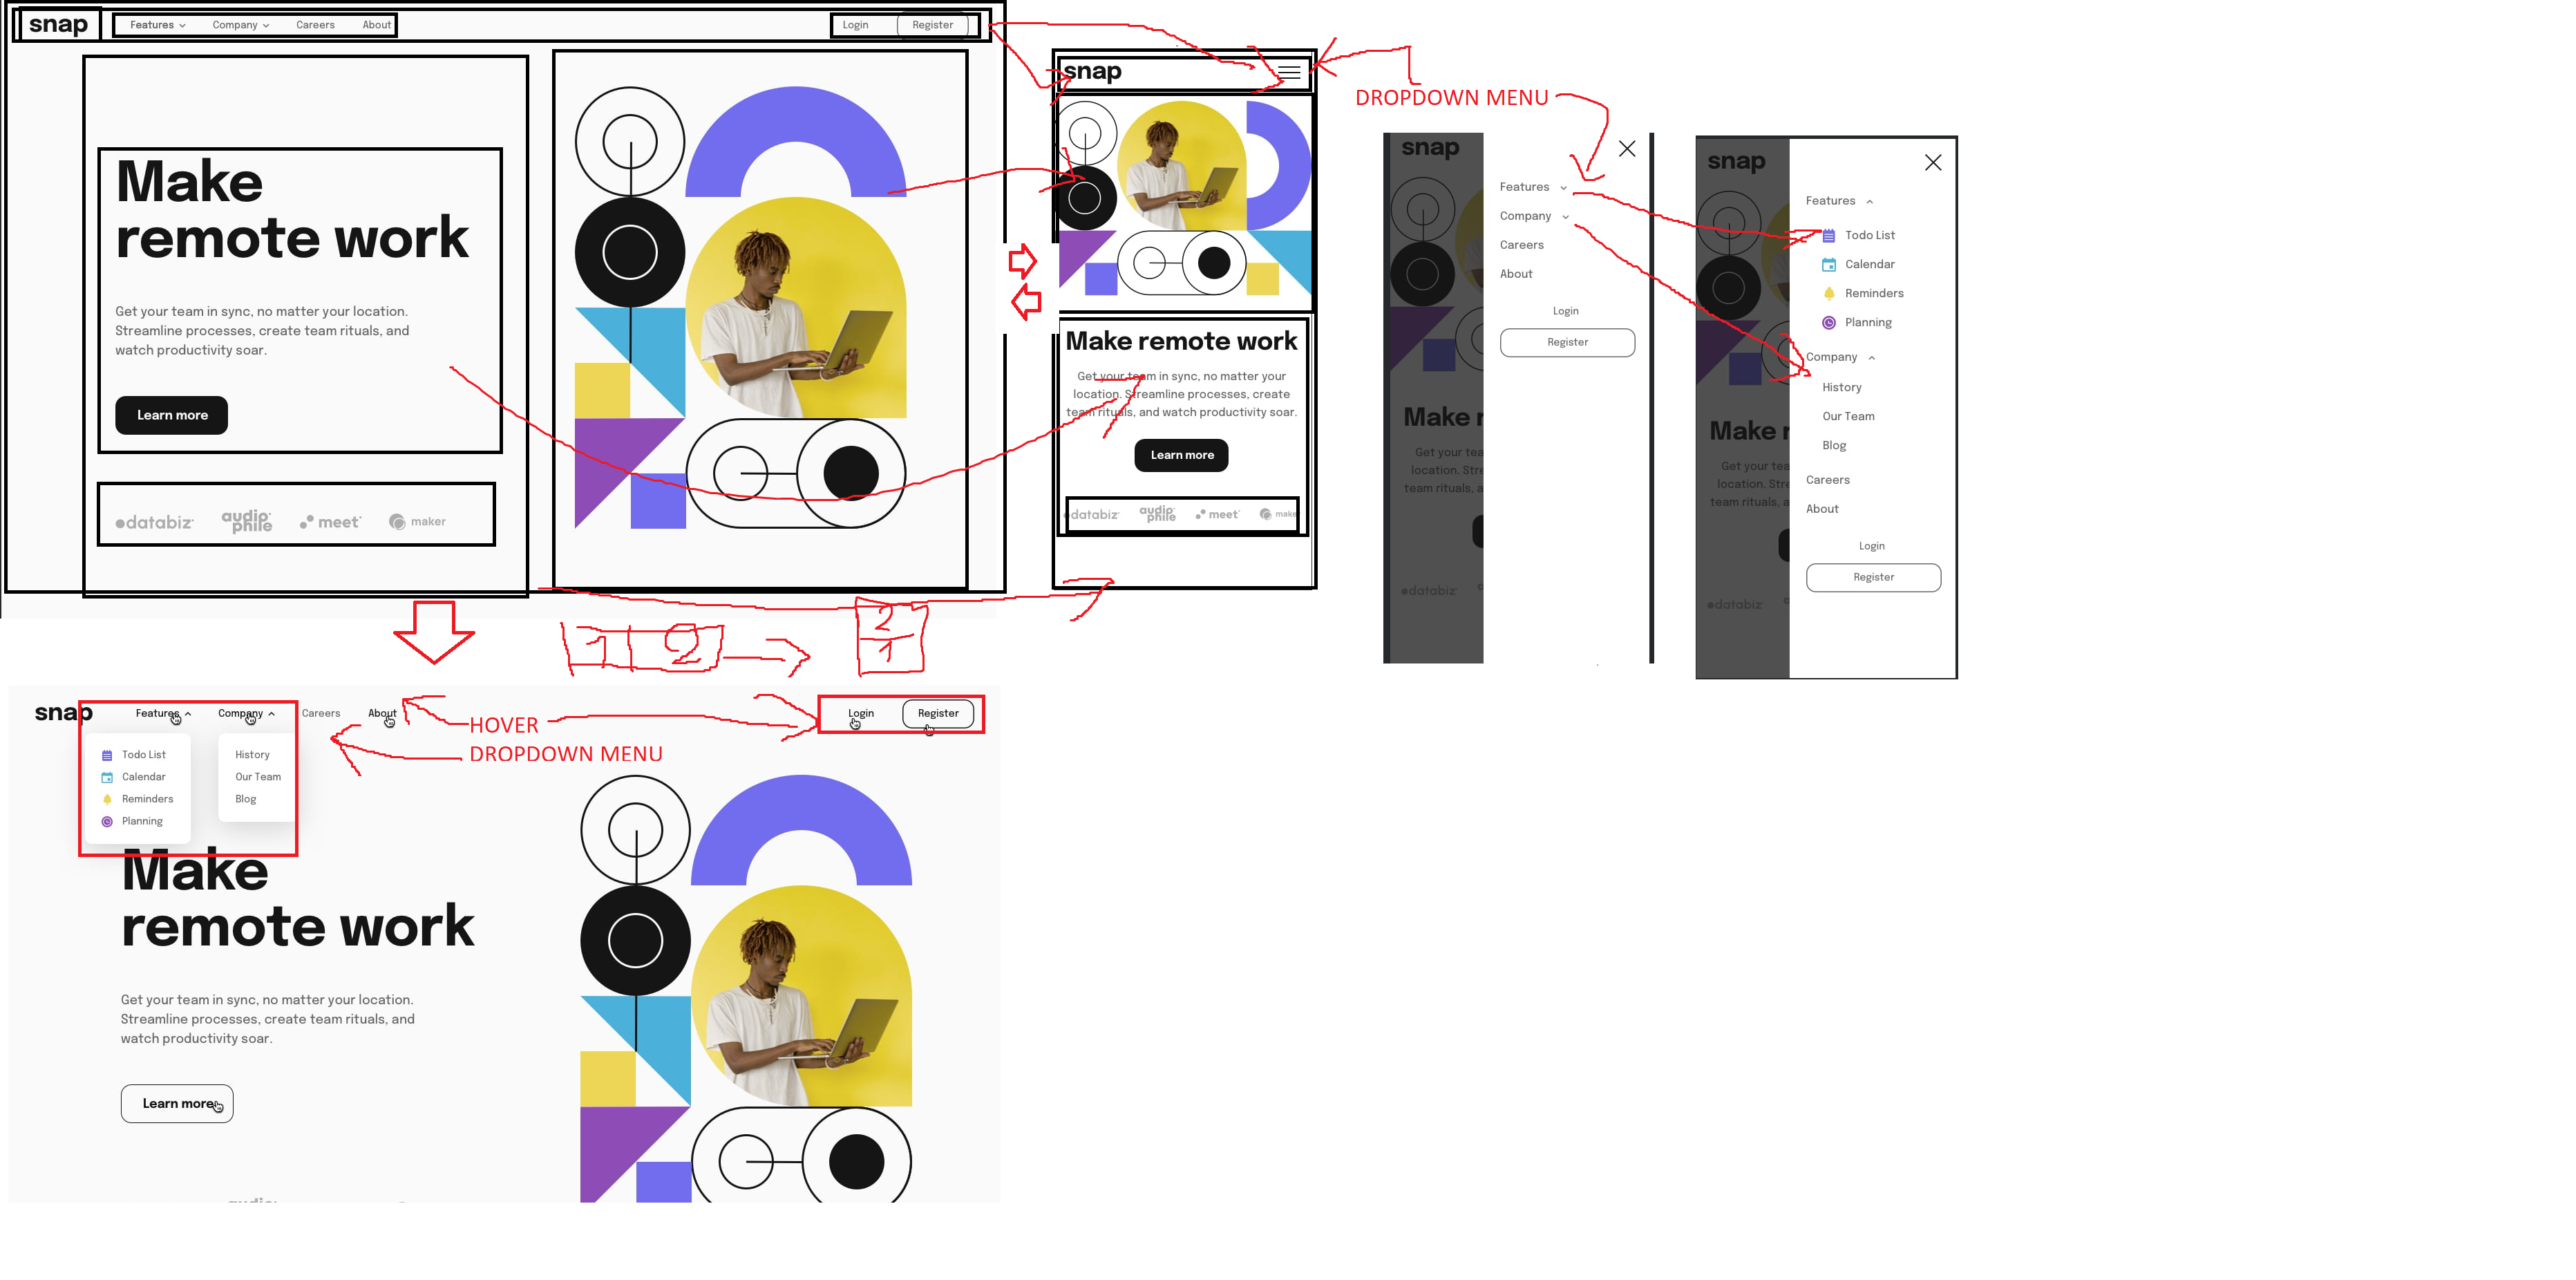 snap
Features
Company
Careers
About
Login
Register
Make
remote work
Get your team in sync, no matter your location.
Streamline processes, create team rituals, and
watch productivity soar.
Learn more
databiz
audio
phile
meet
maker
snap
Make remote work
Get your team in sync, no matter your
location. Streamline processes, create
team rituals, and watch productivity soar.
Learn more
databiz
audio
phile
meet
make
DROPDOWN MENU
snap
Features
Company
Careers
About
Login
Register
Make r
Get your tea
location. Stre
team rituals, a
databiz
snap
Features
Todo List
Calendar
Reminders
Planning
Company
History
Our Team
Blog
Careers
About
Login
Register
Make r
Get your tea
location. Stre
team rituals, a
databiz
1 2
2
1
snap
Features
Company
Careers
About
Login
Register
HOVER
DROPDOWN MENU
Todo List
Calendar
Reminders
Planning
History
Our Team
Blog
Make
remote work
Get your team in sync, no matter your location.
Streamline processes, create team rituals, and
watch productivity soar.
Learn more